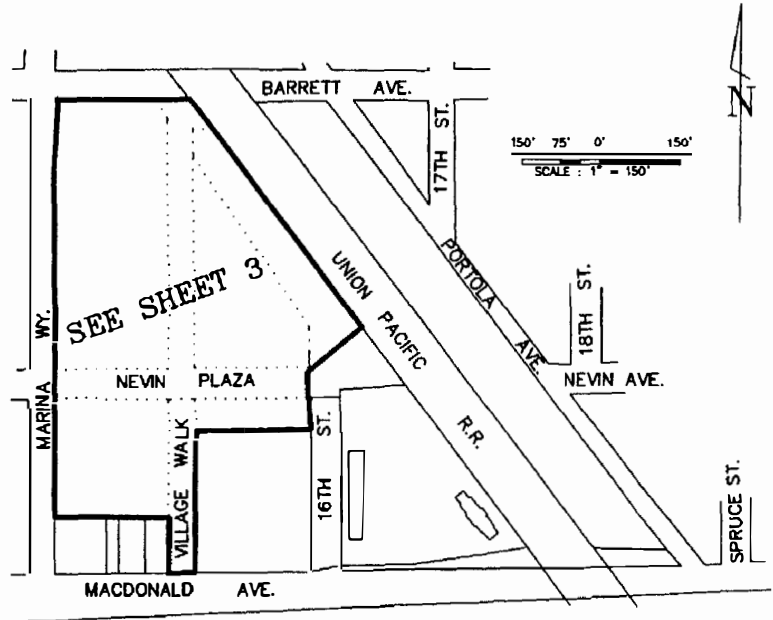 N
BARRETT AVE.
17TH ST.
150' 75' 0' 150'
SCALE : 1" = 150'
UNION PACIFIC R.R.
PORTOLA AVE.
18TH ST.
SEE SHEET 3
MARINA WY.
NEVIN PLAZA
NEVIN AVE.
VILLAGE WALK
16TH ST.
SPRUCE ST.
MACDONALD AVE.